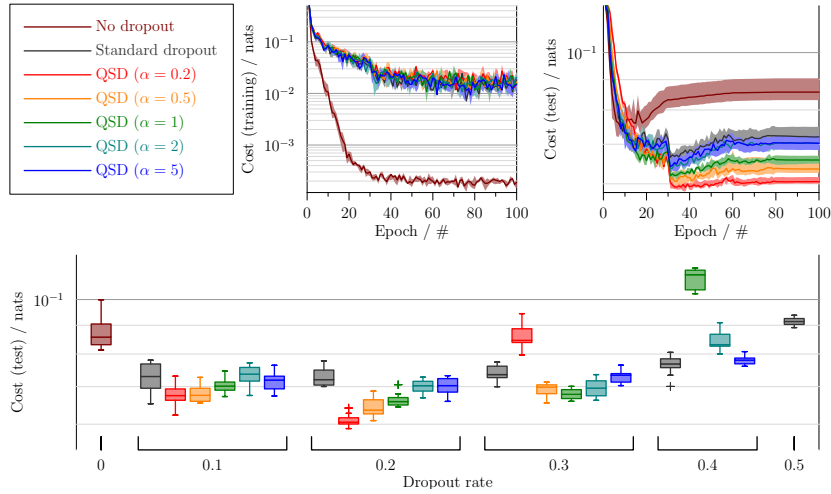 No dropout
Standard dropout
QSD (α = 0.2)
QSD (α = 0.5)
QSD (α = 1)
QSD (α = 2)
QSD (α = 5)
Cost (training) / nats
10⁻¹
10⁻²
10⁻³
0 20 40 60 80 100
Epoch / #
Cost (test) / nats
10⁻¹
0 20 40 60 80 100
Epoch / #
Cost (test) / nats
10⁻¹
0 0.1 0.2 0.3 0.4 0.5
Dropout rate